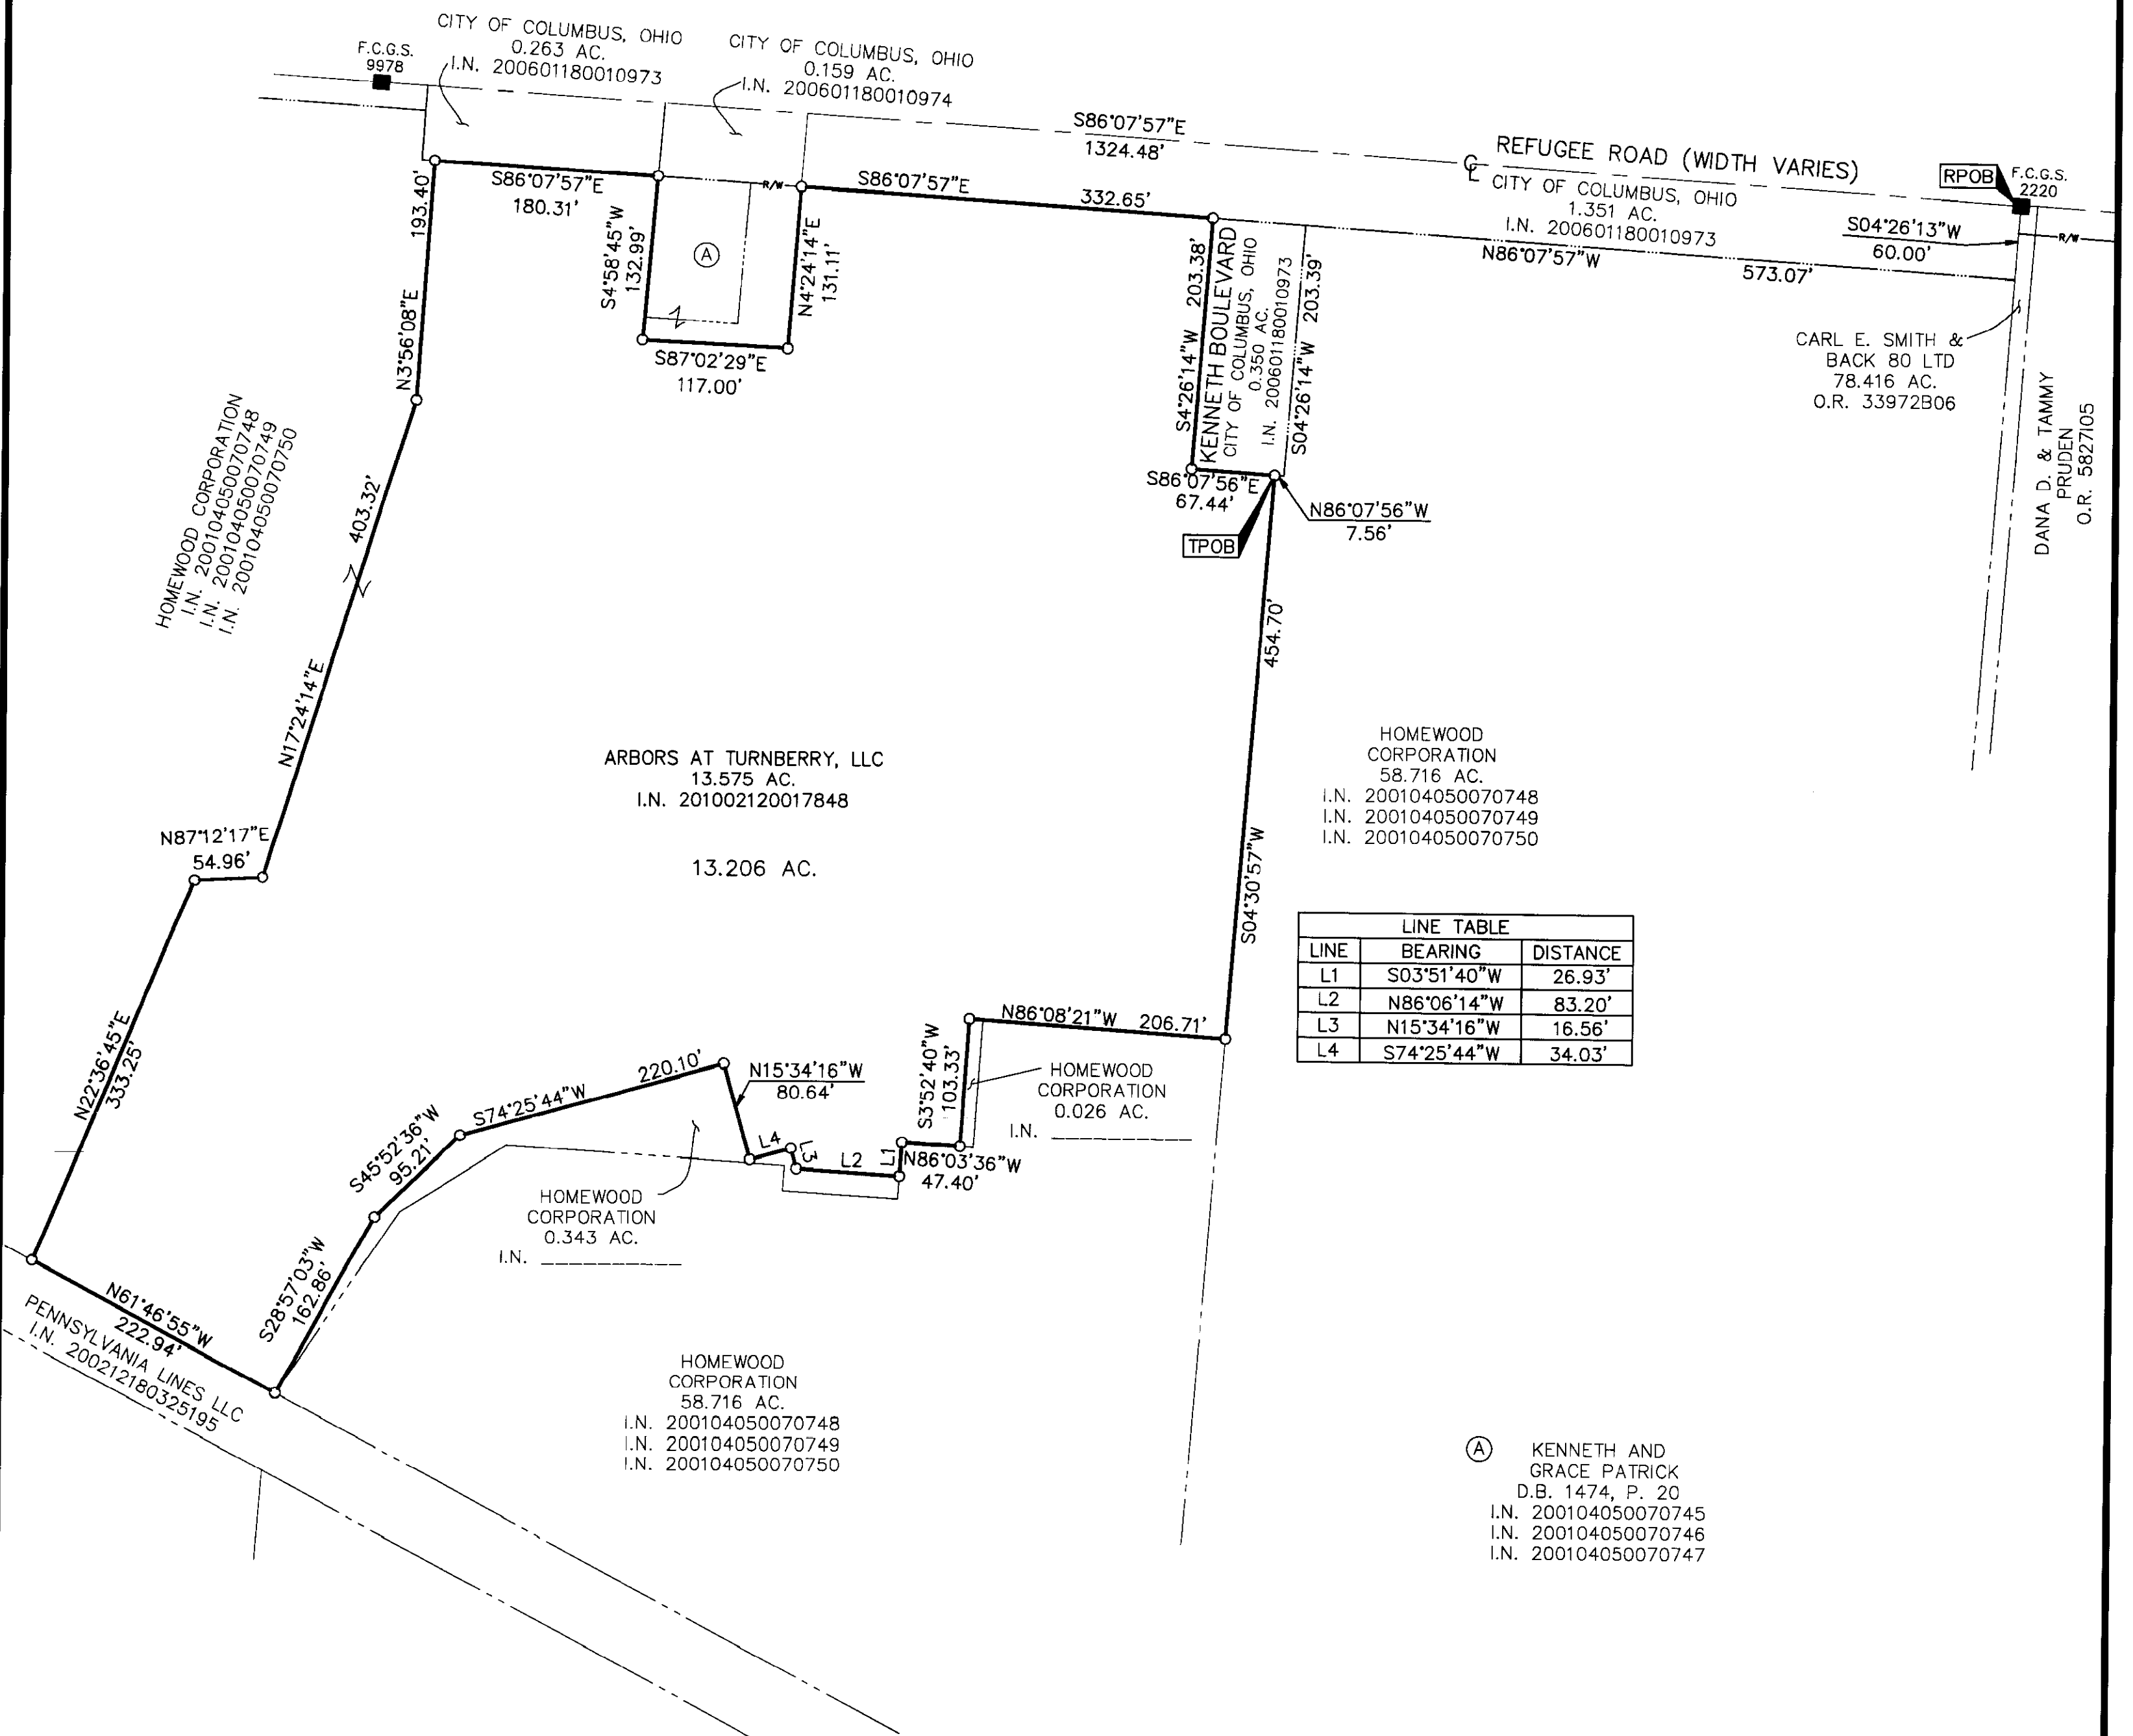 CITY OF COLUMBUS, OHIO
0.263 AC.
I.N. 200601180010973
CITY OF COLUMBUS, OHIO
0.159 AC.
I.N. 200601180010974
F.C.G.S.
9978
S86°07'57"E
1324.48'
REFUGEE ROAD (WIDTH VARIES)
CITY OF COLUMBUS, OHIO
1.351 AC.
I.N. 200601180010973
RPOB
F.C.G.S.
2220
S04°26'13"W
60.00'
R/W
N86°07'57"W
573.07'
193.40'
N3°56'08"E
S86°07'57"E
180.31'
R/W
S86°07'57"E
332.65'
S4°58'45"W
132.99'
A
N4°24'14"E
131.11'
S87°02'29"E
117.00'
S4°26'14"W 203.38'
KENNETH BOULEVARD
CITY OF COLUMBUS, OHIO
0.350 AC.
I.N. 200601180010973
S04°26'14"W 203.39'
S86°07'56"E
67.44'
N86°07'56"W
7.56'
TPOB
CARL E. SMITH &
BACK 80 LTD
78.416 AC.
O.R. 33972B06
DANA D. & TAMMY
PRUDEN
O.R. 5827I05
HOMEWOOD CORPORATION
I.N. 200104050070748
I.N. 200104050070749
I.N. 200104050070750
403.32'
N17°24'14"E
454.70'
S04°30'57"W
ARBORS AT TURNBERRY, LLC
13.575 AC.
I.N. 201002120017848
13.206 AC.
HOMEWOOD
CORPORATION
58.716 AC.
I.N. 200104050070748
I.N. 200104050070749
I.N. 200104050070750
N87°12'17"E
54.96'
LINE TABLE
LINE BEARING DISTANCE
L1 S03°51'40"W 26.93'
L2 N86°06'14"W 83.20'
L3 N15°34'16"W 16.56'
L4 S74°25'44"W 34.03'
N22°36'45"E
333.25'
N86°08'21"W 206.71'
S3°52'40"W
103.33'
HOMEWOOD
CORPORATION
0.026 AC.
I.N. ____________
220.10'
S74°25'44"W
N15°34'16"W
80.64'
S45°52'36"W
95.21'
L4
L3
L2
L1
N86°03'36"W
47.40'
HOMEWOOD
CORPORATION
0.343 AC.
I.N. ____________
S28°57'03"W
162.86'
N61°46'55"W
222.94'
PENNSYLVANIA LINES LLC
I.N. 200212180325195
HOMEWOOD
CORPORATION
58.716 AC.
I.N. 200104050070748
I.N. 200104050070749
I.N. 200104050070750
A KENNETH AND
GRACE PATRICK
D.B. 1474, P. 20
I.N. 200104050070745
I.N. 200104050070746
I.N. 200104050070747